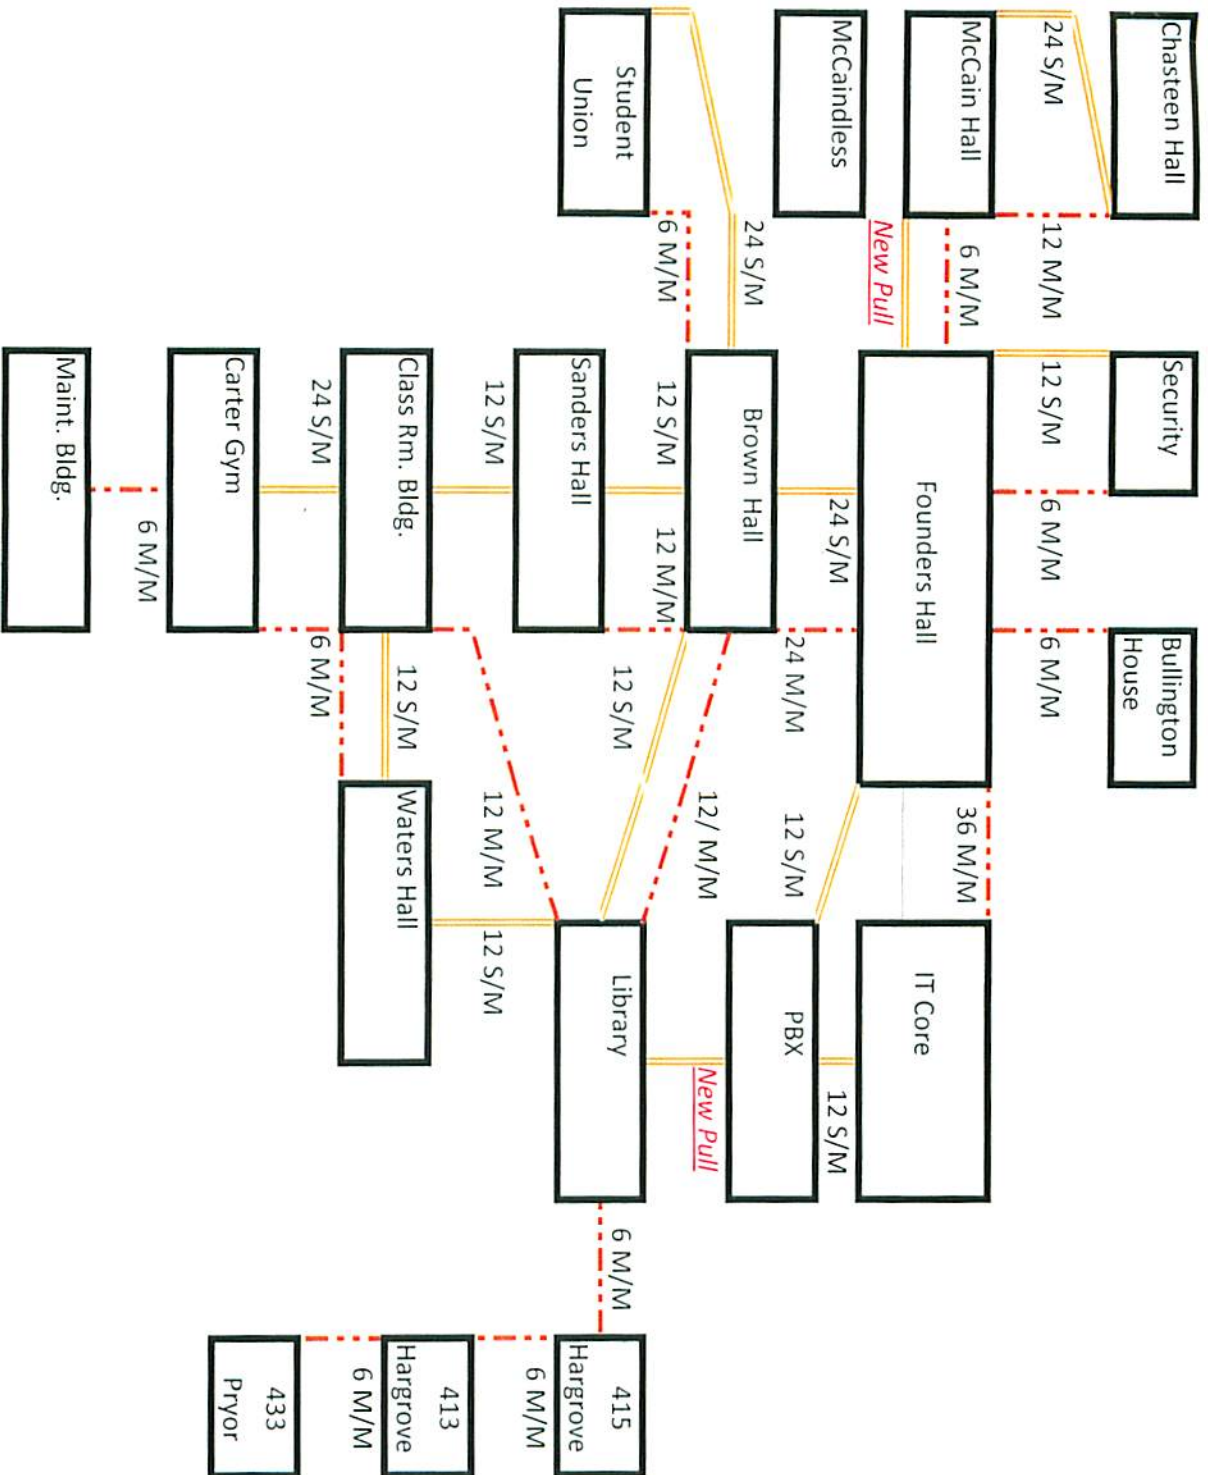 Chasteen Hall
Security
Bullington
House
24 S/M
12 M/M
12 S/M
6 M/M
6 M/M
McCain Hall
6 M/M
36 M/M
Founders Hall
IT Core
New Pull
McCaindless
24 S/M
12 S/M
24 M/M
12 S/M
PBX
24 S/M
Brown Hall
12/ M/M
New Pull
6 M/M
12 S/M
12 M/M
Student
Union
12 S/M
Library
6 M/M
415
Hargrove
Sanders Hall
6 M/M
12 S/M
12 M/M
12 S/M
Class Rm. Bldg.
12 S/M
Waters Hall
413
Hargrove
6 M/M
24 S/M
6 M/M
Carter Gym
433
Pryor
6 M/M
Maint. Bldg.